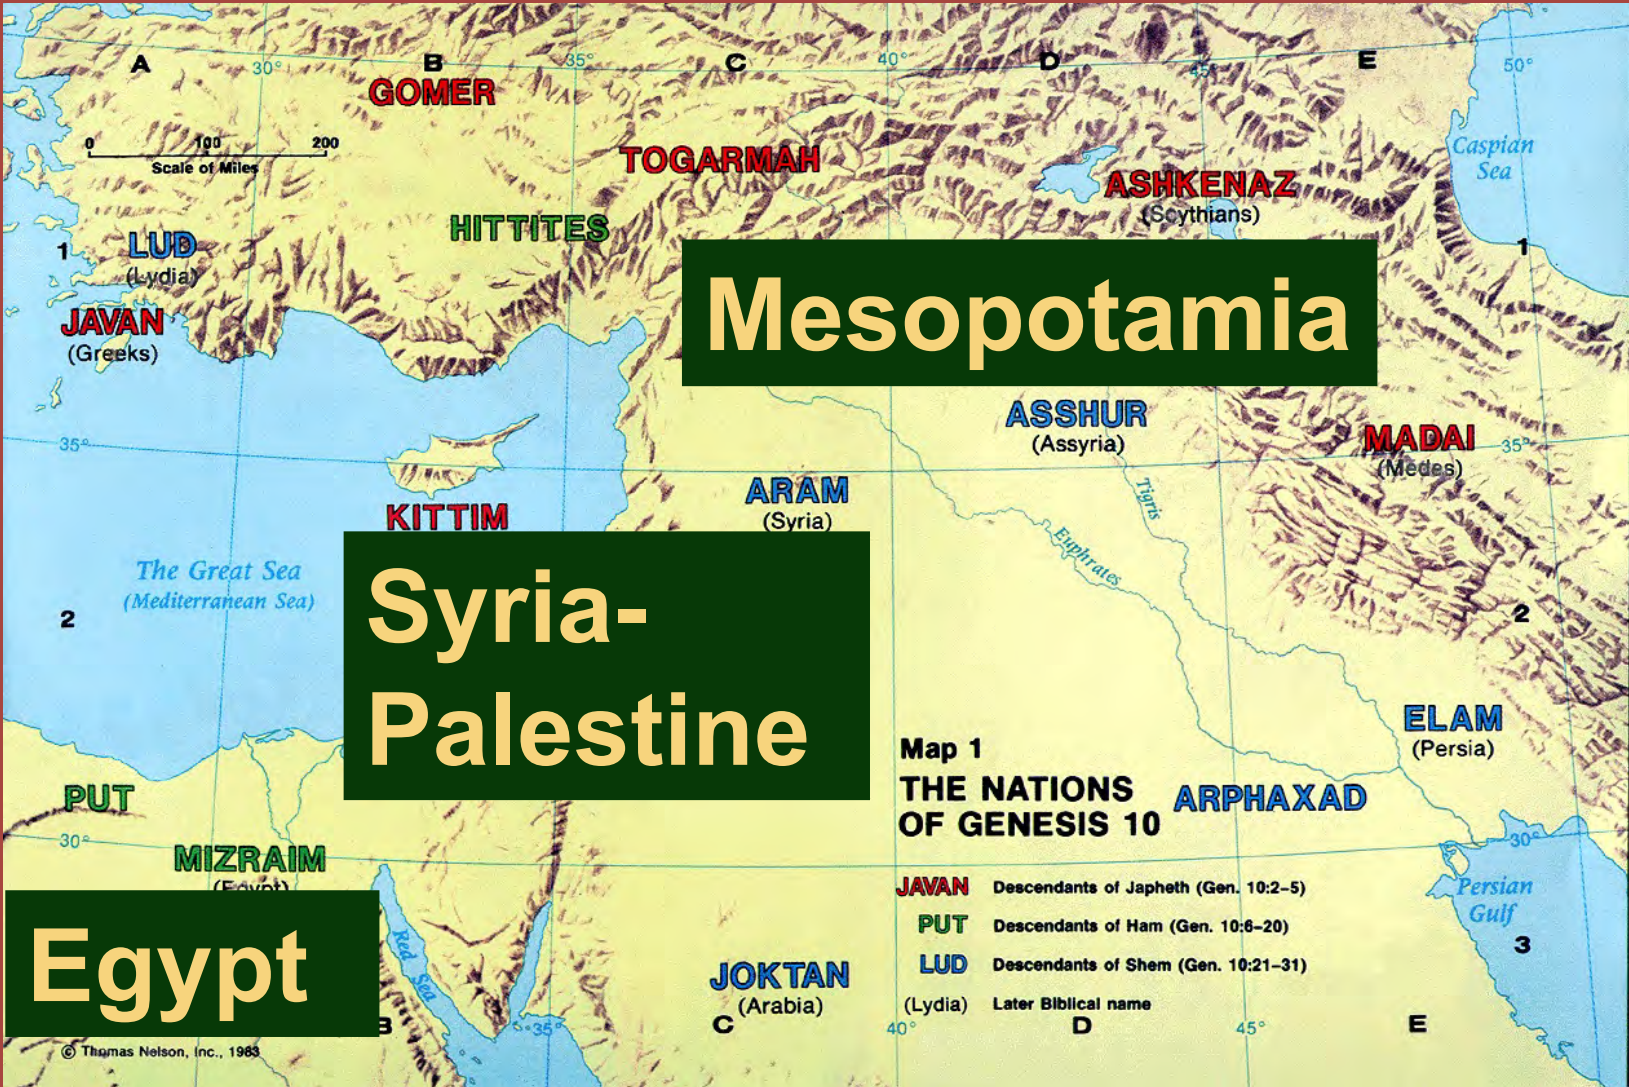 A
B
C
D
E
30°
35°
40°
45°
50°
GOMER
0 100 200
Scale of Miles
TOGARMAH
Caspian
Sea
ASHKENAZ
(Scythians)
HITTITES
1
LUD
(Lydia)
1
Mesopotamia
JAVAN
(Greeks)
ASSHUR
(Assyria)
35°
MADAI
(Medes)
35°
ARAM
(Syria)
Tigris
KITTIM
Euphrates
The Great Sea
(Mediterranean Sea)
2
Syria-
Palestine
2
ELAM
(Persia)
Map 1
THE NATIONS
OF GENESIS 10
ARPHAXAD
PUT
30°
30°
MIZRAIM
(Egypt)
JAVAN Descendants of Japheth (Gen. 10:2–5)
PUT Descendants of Ham (Gen. 10:6–20)
LUD Descendants of Shem (Gen. 10:21–31)
(Lydia) Later Biblical name
Persian
Gulf
3
Egypt
Red Sea
JOKTAN
(Arabia)
B
35°
C
40°
D
45°
E
© Thomas Nelson, Inc., 1983